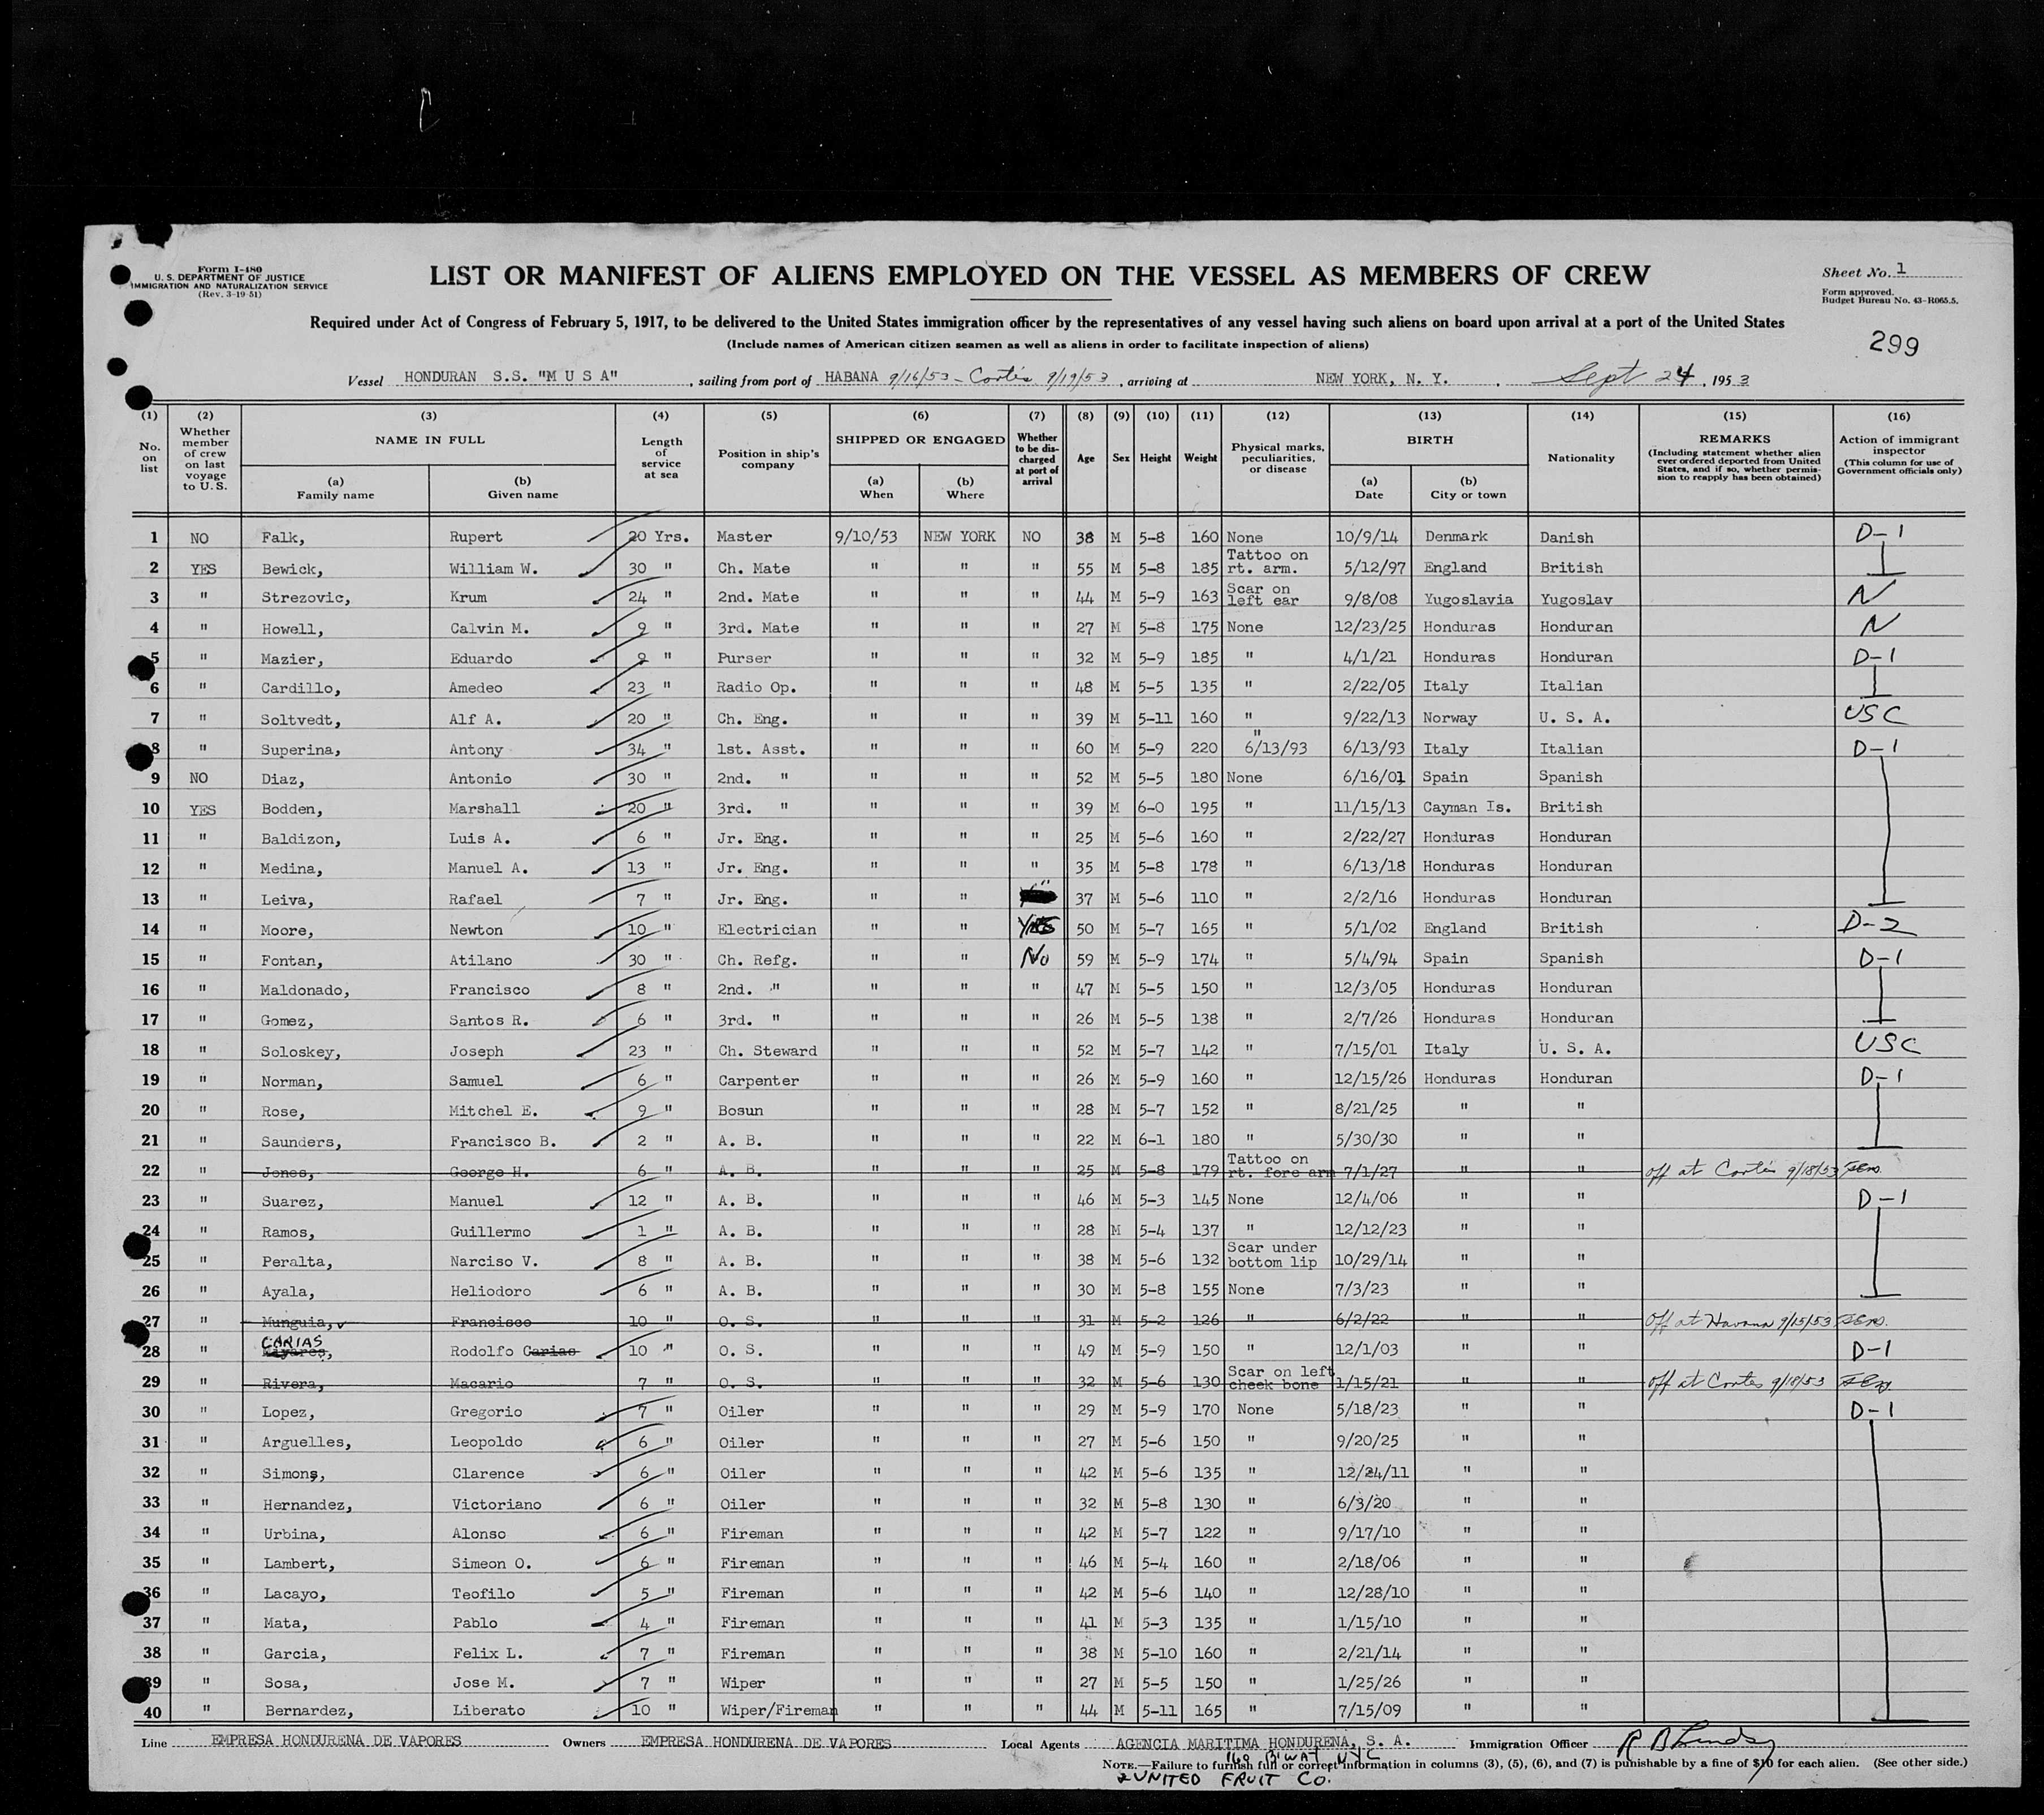 Form I-480
U. S. DEPARTMENT OF JUSTICE
IMMIGRATION AND NATURALIZATION SERVICE
(Rev. 3-19-51)
LIST OR MANIFEST OF ALIENS EMPLOYED ON THE VESSEL AS MEMBERS OF CREW
Sheet No. 1
Form approved.
Budget Bureau No. 43-R065.5.
Required under Act of Congress of February 5, 1917, to be delivered to the United States immigration officer by the representatives of any vessel having such aliens on board upon arrival at a port of the United States
(Include names of American citizen seamen as well as aliens in order to facilitate inspection of aliens)
299
Vessel HONDURAN S.S. "M U S A" , sailing from port of HABANA 9/16/53 - Cortés 9/19/53 , arriving at NEW YORK, N. Y. , Sept 24 , 1953
(1) No. on list (2) Whether member of crew on last voyage to U. S. (3) NAME IN FULL (a) Family name (b) Given name (4) Length of service at sea (5) Position in ship's company (6) SHIPPED OR ENGAGED (a) When (b) Where (7) Whether to be discharged at port of arrival (8) Age (9) Sex (10) Height (11) Weight (12) Physical marks, peculiarities, or disease (13) BIRTH (a) Date (b) City or town (14) Nationality (15) REMARKS (Including statement whether alien ever ordered deported from United States, and if so, whether permission to reapply has been obtained) (16) Action of immigrant inspector (This column for use of Government officials only)
1 NO Falk, Rupert 20 Yrs. Master 9/10/53 NEW YORK NO 38 M 5-8 160 None 10/9/14 Denmark Danish D-1
2 YES Bewick, William W. 30 " Ch. Mate " " " 55 M 5-8 185 Tattoo on rt. arm. 5/12/97 England British
3 " Strezovic, Krum 24 " 2nd. Mate " " " 44 M 5-9 163 Scar on left ear 9/8/08 Yugoslavia Yugoslav N
4 " Howell, Calvin M. 9 " 3rd. Mate " " " 27 M 5-8 175 None 12/23/25 Honduras Honduran N
5 " Mazier, Eduardo 9 " Purser " " " 32 M 5-9 185 " 4/1/21 Honduras Honduran D-1
6 " Cardillo, Amedeo 23 " Radio Op. " " " 48 M 5-5 135 " 2/22/05 Italy Italian
7 " Soltvedt, Alf A. 20 " Ch. Eng. " " " 39 M 5-11 160 " 9/22/13 Norway U. S. A. USC
8 " Superina, Antony 34 " 1st. Asst. " " " 60 M 5-9 220 " 6/13/93 6/13/93 Italy Italian D-1
9 NO Diaz, Antonio 30 " 2nd. " " " " 52 M 5-5 180 None 6/16/01 Spain Spanish
10 YES Bodden, Marshall 20 " 3rd. " " " " 39 M 6-0 195 " 11/15/13 Cayman Is. British
11 " Baldizon, Luis A. 6 " Jr. Eng. " " " 25 M 5-6 160 " 2/22/27 Honduras Honduran
12 " Medina, Manuel A. 13 " Jr. Eng. " " " 35 M 5-8 178 " 6/13/18 Honduras Honduran
13 " Leiva, Rafael 7 " Jr. Eng. " " " 37 M 5-6 110 " 2/2/16 Honduras Honduran
14 " Moore, Newton 10 " Electrician " " YES 50 M 5-7 165 " 5/1/02 England British D-2
15 " Fontan, Atilano 30 " Ch. Refg. " " No 59 M 5-9 174 " 5/4/94 Spain Spanish D-1
16 " Maldonado, Francisco 8 " 2nd. " " " " 47 M 5-5 150 " 12/3/05 Honduras Honduran
17 " Gomez, Santos R. 6 " 3rd. " " " " 26 M 5-5 138 " 2/7/26 Honduras Honduran
18 " Soloskey, Joseph 23 " Ch. Steward " " " 52 M 5-7 142 " 7/15/01 Italy U. S. A. USC
19 " Norman, Samuel 6 " Carpenter " " " 26 M 5-9 160 " 12/15/26 Honduras Honduran D-1
20 " Rose, Mitchel E. 9 " Bosun " " " 28 M 5-7 152 " 8/21/25 " "
21 " Saunders, Francisco B. 2 " A. B. " " " 22 M 6-1 180 " 5/30/30 " "
22 " Jones, George H. 6 " A. B. " " " 25 M 5-8 179 Tattoo on rt. fore arm 7/1/27 " " off at Cortés 9/18/53
23 " Suarez, Manuel 12 " A. B. " " " 46 M 5-3 145 None 12/4/06 " " D-1
24 " Ramos, Guillermo 1 " A. B. " " " 28 M 5-4 137 " 12/12/23 " "
25 " Peralta, Narciso V. 8 " A. B. " " " 38 M 5-6 132 Scar under bottom lip 10/29/14 " "
26 " Ayala, Heliodoro 6 " A. B. " " " 30 M 5-8 155 None 7/3/23 " "
27 " Munguia, Francisco 10 " O. S. " " " 31 M 5-2 126 " 6/2/22 " " off at Havana 9/15/53
28 " CARIAS Rodolfo Carias 10 " O. S. " " " 49 M 5-9 150 " 12/1/03 " " D-1
29 " Rivera, Macario 7 " O. S. " " " 32 M 5-6 130 Scar on left cheek bone 1/15/21 " " off at Cortes 9/18/53
30 " Lopez, Gregorio 7 " Oiler " " " 29 M 5-9 170 None 5/18/23 " " D-1
31 " Arguelles, Leopoldo 6 " Oiler " " " 27 M 5-6 150 " 9/20/25 " "
32 " Simons, Clarence 6 " Oiler " " " 42 M 5-6 135 " 12/24/11 " "
33 " Hernandez, Victoriano 6 " Oiler " " " 32 M 5-8 130 " 6/3/20 " "
34 " Urbina, Alonso 6 " Fireman " " " 42 M 5-7 122 " 9/17/10 " "
35 " Lambert, Simeon O. 6 " Fireman " " " 46 M 5-4 160 " 2/18/06 " "
36 " Lacayo, Teofilo 5 " Fireman " " " 42 M 5-6 140 " 12/28/10 " "
37 " Mata, Pablo 4 " Fireman " " " 41 M 5-3 135 " 1/15/10 " "
38 " Garcia, Felix L. 7 " Fireman " " " 38 M 5-10 160 " 2/21/14 " "
39 " Sosa, Jose M. 7 " Wiper " " " 27 M 5-5 150 " 1/25/26 " "
40 " Bernardez, Liberato 10 " Wiper/Fireman " " " 44 M 5-11 165 " 7/15/09 " "
Line EMPRESA HONDURENA DE VAPORES Owners EMPRESA HONDURENA DE VAPORES Local Agents AGENCIA MARITIMA HONDURENA, S. A. Immigration Officer R B Lindsy
160 B'WAY NYC
NOTE.—Failure to furnish full or correct information in columns (3), (5), (6), and (7) is punishable by a fine of $10 for each alien. (See other side.)
UNITED FRUIT CO.